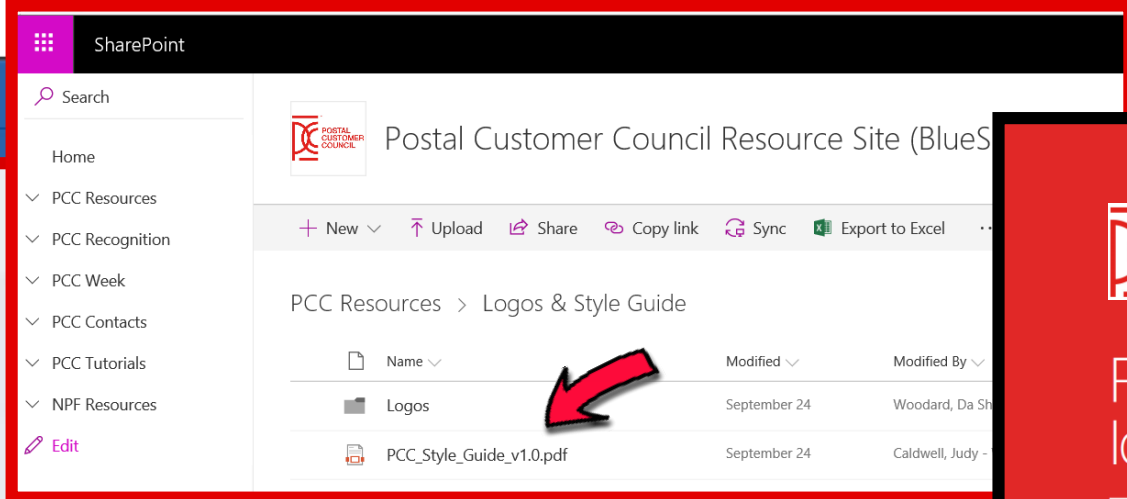 SharePoint
Search
Home
PCC Resources
PCC Recognition
PCC Week
PCC Contacts
PCC Tutorials
NPF Resources
Edit
POSTAL
CUSTOMER
COUNCIL
Postal Customer Council Resource Site (BlueS
New Upload Share Copy link Sync Export to Excel ..
PCC Resources > Logos & Style Guide
Name Modified Modified By
Logos September 24 Woodard, Da Sh
PCC_Style_Guide_v1.0.pdf September 24 Caldwell, Judy -